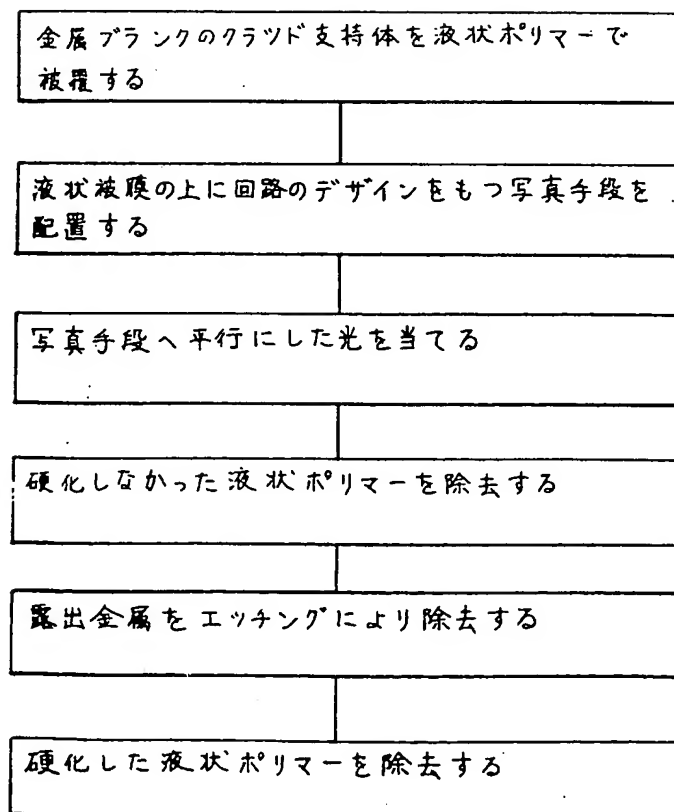 金属ブランクのクラツド支持体を液状ポリマーで
被覆する
液状被膜の上に回路のデザインをもつ写真手段を
配置する
写真手段へ平行にした光を当てる
硬化しなかった液状ポリマーを除去する
露出金属をエッチングにより除去する
硬化した液状ポリマーを除去する